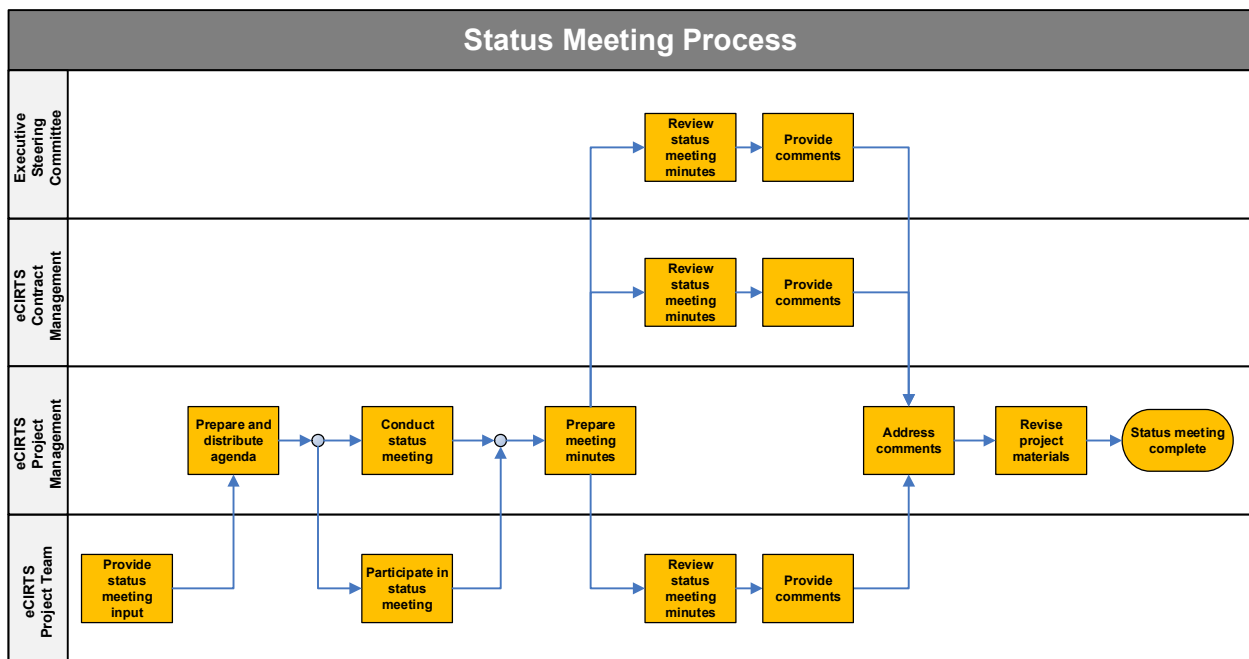 Status Meeting Process
Executive
Steering
Committee
Review
status
meeting
minutes
Provide
comments
eCIRTS
Contract
Management
Review
status
meeting
minutes
Provide
comments
eCIRTS
Project
Management
Prepare and
distribute
agenda
Conduct
status
meeting
Prepare
meeting
minutes
Address
comments
Revise
project
materials
Status meeting
complete
eCIRTS
Project Team
Provide
status
meeting
input
Participate in
status
meeting
Review
status
meeting
minutes
Provide
comments